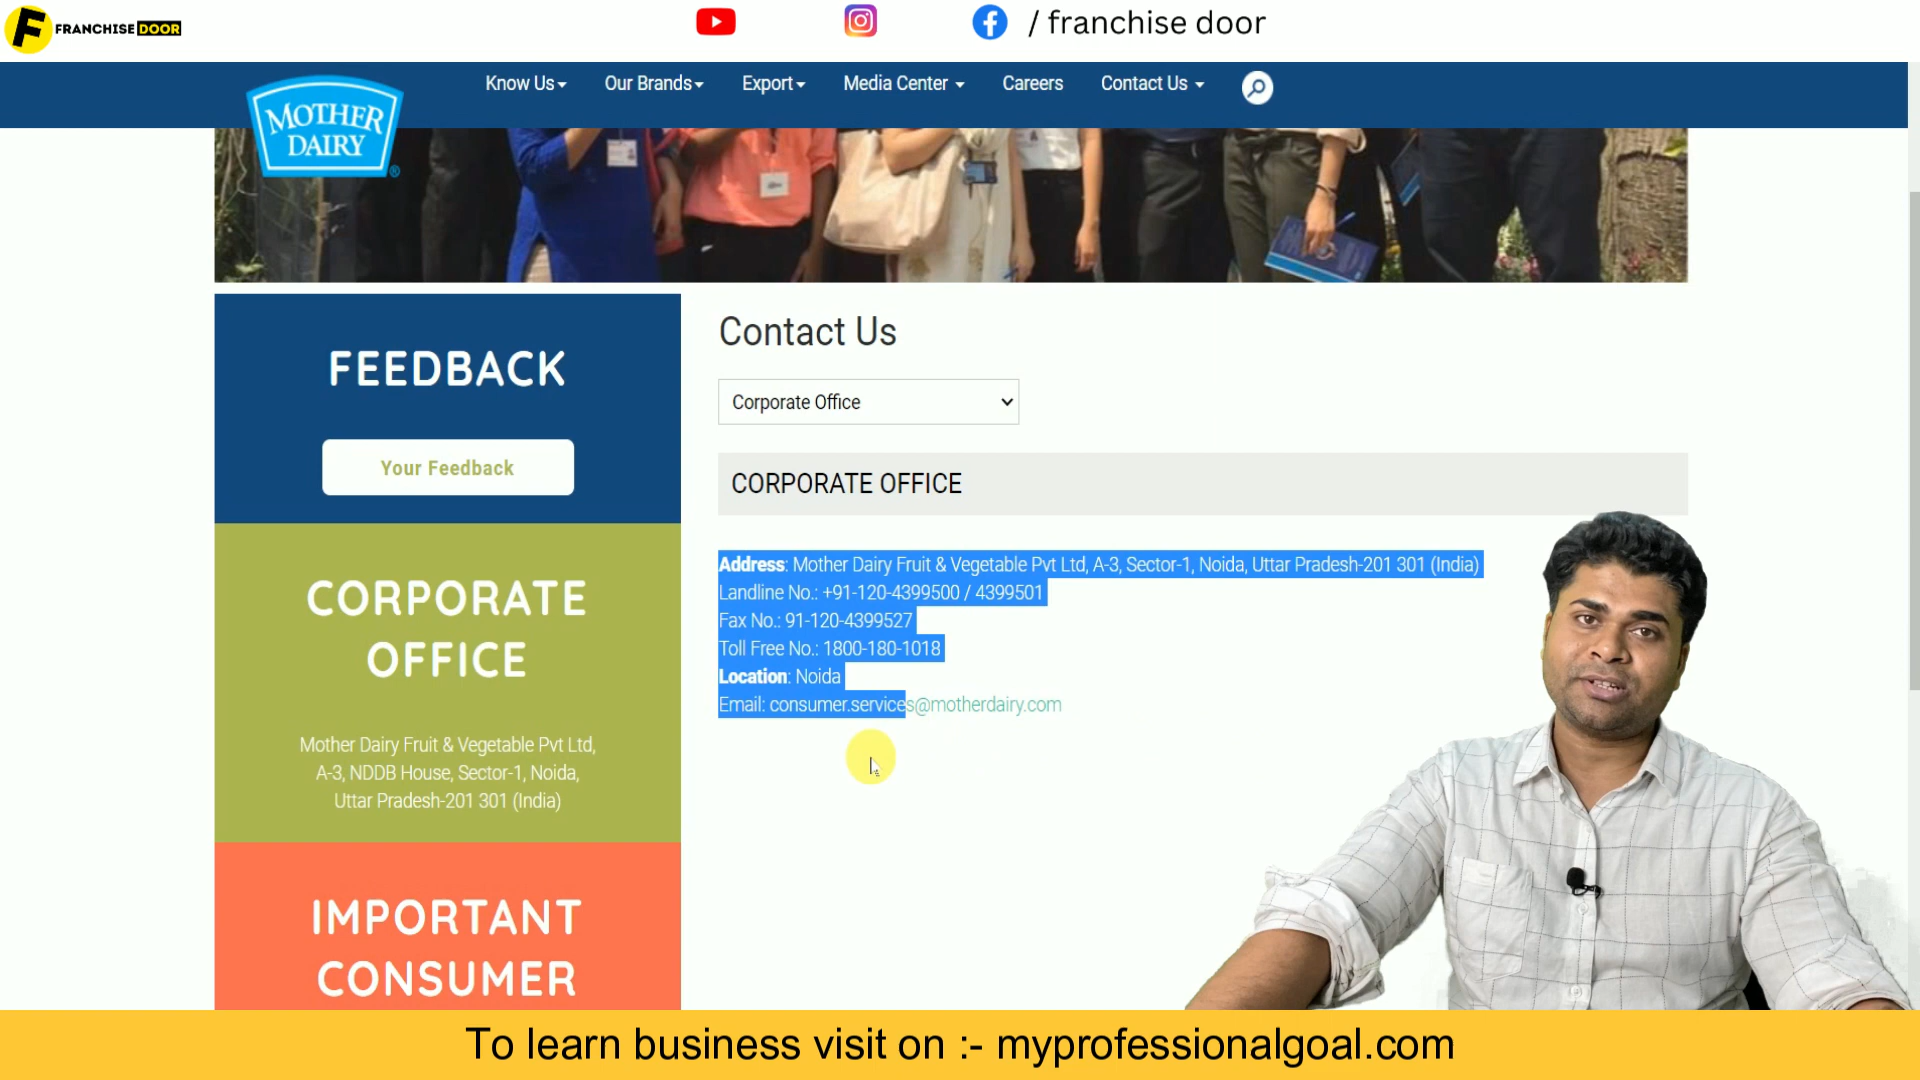 F FRANCHISE DOOR
/ franchise door
MOTHER
DAIRY
®
Know Us
Our Brands
Export
Media Center
Careers
Contact Us
FEEDBACK
Your Feedback
CORPORATE
OFFICE
Mother Dairy Fruit & Vegetable Pvt Ltd,
A-3, NDDB House, Sector-1, Noida,
Uttar Pradesh-201 301 (India)
IMPORTANT
CONSUMER
Contact Us
Corporate Office
CORPORATE OFFICE
Address: Mother Dairy Fruit & Vegetable Pvt Ltd, A-3, Sector-1, Noida, Uttar Pradesh-201 301 (India)
Landline No.: +91-120-4399500 / 4399501
Fax No.: 91-120-4399527
Toll Free No.: 1800-180-1018
Location: Noida
Email: consumer.services@motherdairy.com
To learn business visit on :- myprofessionalgoal.com